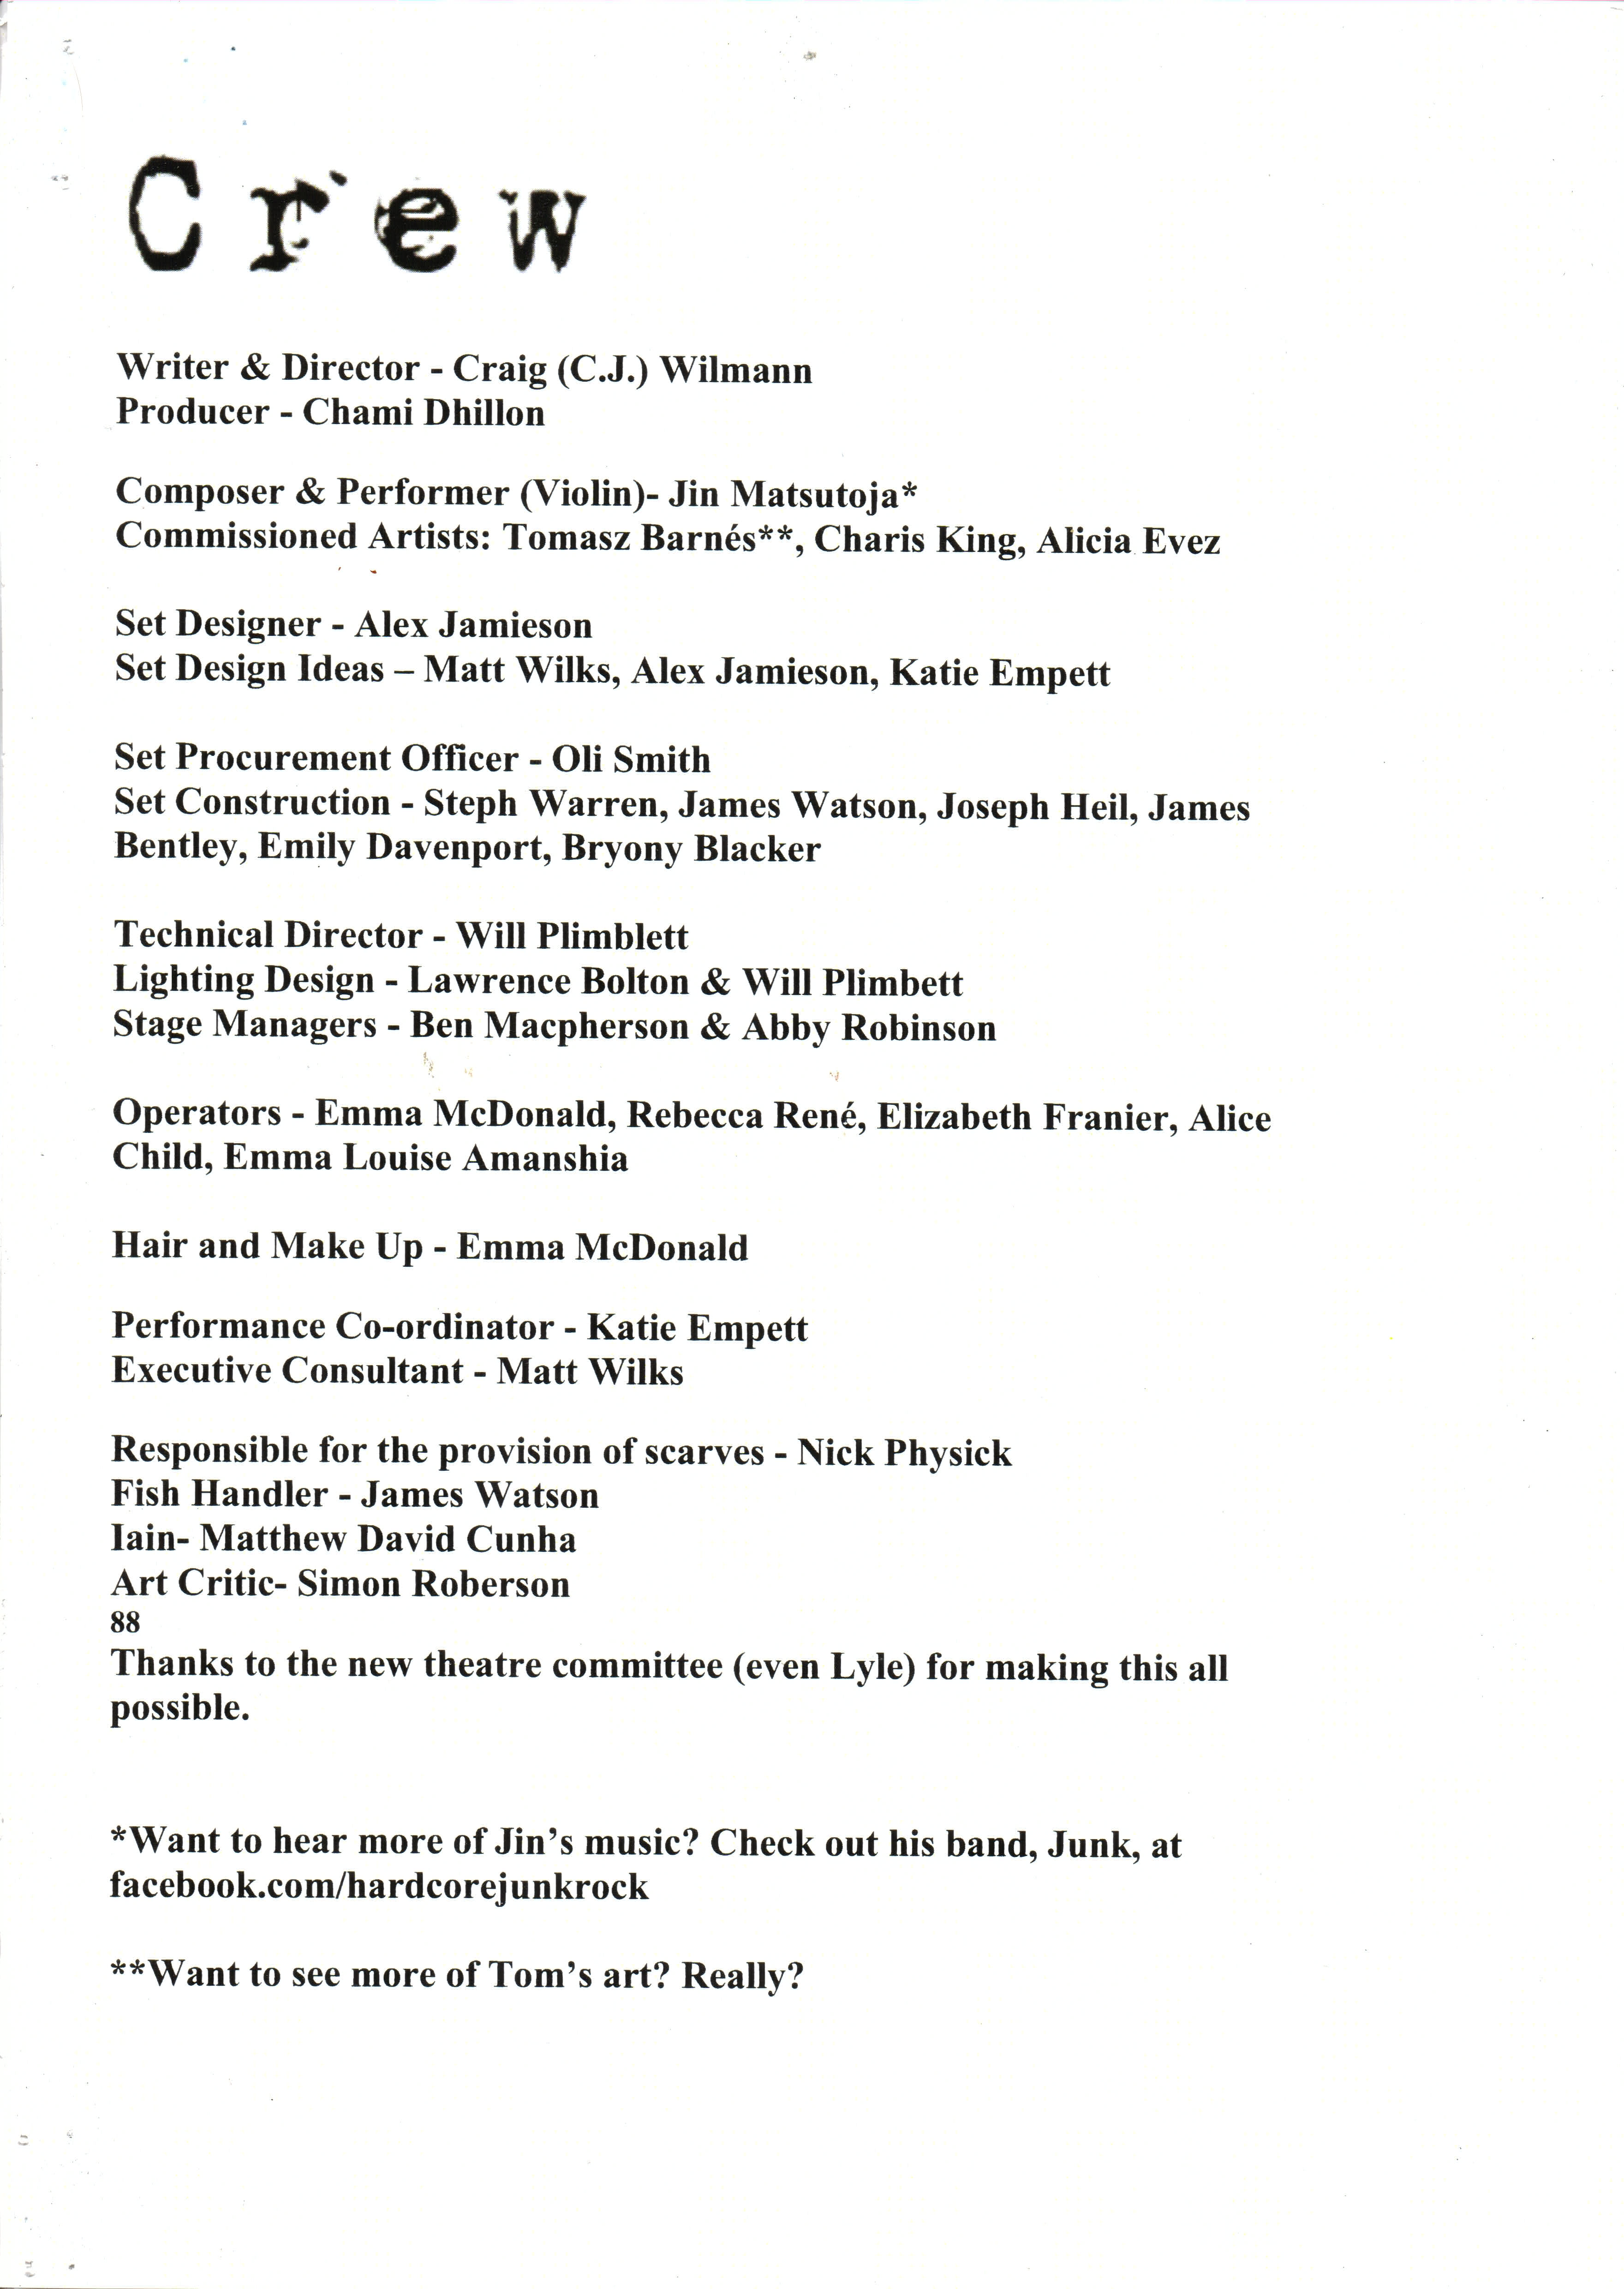 Crew
Writer & Director - Craig (C.J.) Wilmann
Producer - Chami Dhillon
Composer & Performer (Violin)- Jin Matsutoja*
Commissioned Artists: Tomasz Barnés**, Charis King, Alicia Evez
Set Designer - Alex Jamieson
Set Design Ideas – Matt Wilks, Alex Jamieson, Katie Empett
Set Procurement Officer - Oli Smith
Set Construction - Steph Warren, James Watson, Joseph Heil, James
Bentley, Emily Davenport, Bryony Blacker
Technical Director - Will Plimblett
Lighting Design - Lawrence Bolton & Will Plimbett
Stage Managers - Ben Macpherson & Abby Robinson
Operators - Emma McDonald, Rebecca René, Elizabeth Franier, Alice
Child, Emma Louise Amanshia
Hair and Make Up - Emma McDonald
Performance Co-ordinator - Katie Empett
Executive Consultant - Matt Wilks
Responsible for the provision of scarves - Nick Physick
Fish Handler - James Watson
Iain- Matthew David Cunha
Art Critic- Simon Roberson
88
Thanks to the new theatre committee (even Lyle) for making this all
possible.
*Want to hear more of Jin’s music? Check out his band, Junk, at
facebook.com/hardcorejunkrock
**Want to see more of Tom’s art? Really?